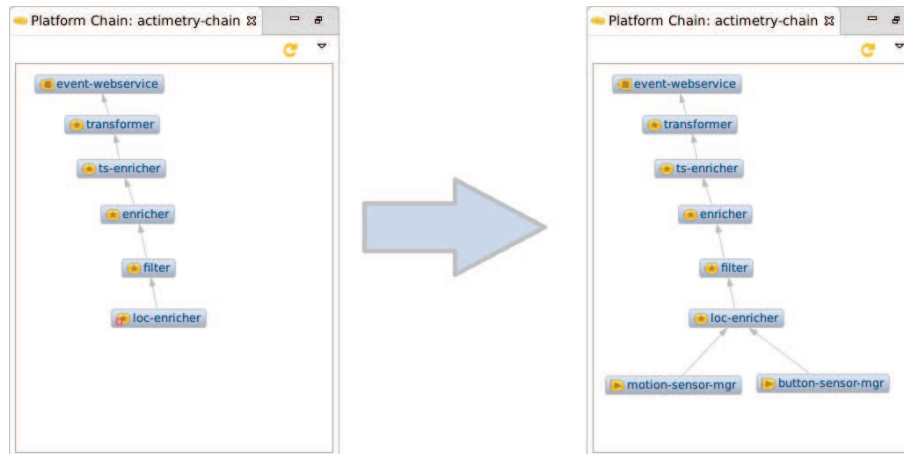 Platform Chain: actimetry-chain
event-webservice
transformer
ts-enricher
enricher
filter
loc-enricher
Platform Chain: actimetry-chain
event-webservice
transformer
ts-enricher
enricher
filter
loc-enricher
motion-sensor-mgr
button-sensor-mgr